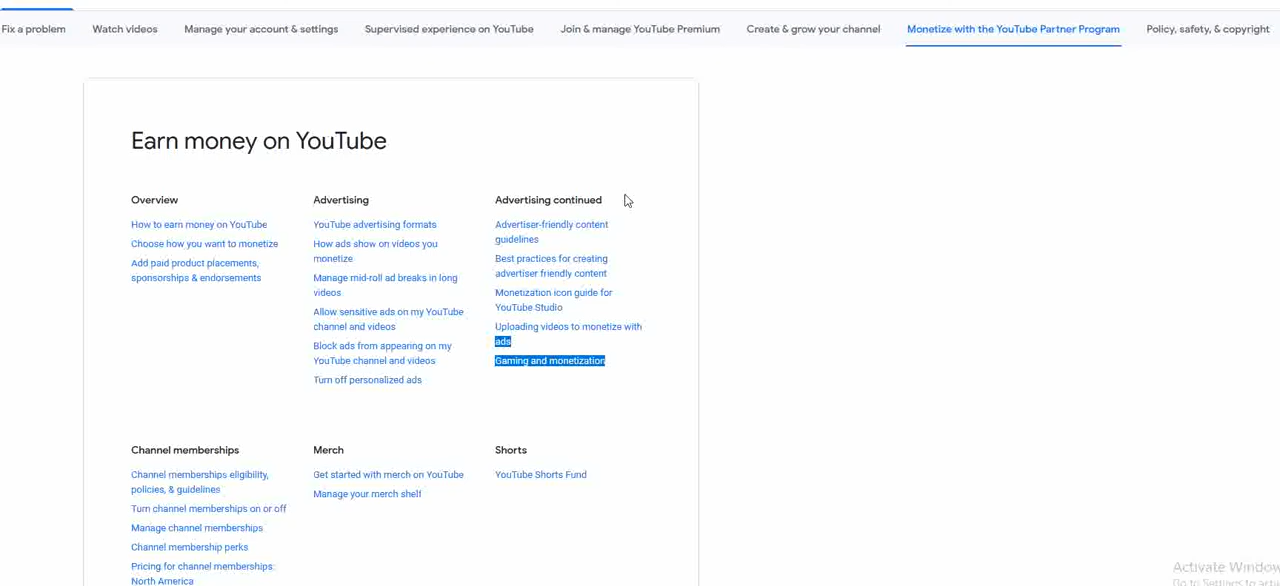 Fix a problem Watch videos Manage your account & settings Supervised experience on YouTube Join & manage YouTube Premium Create & grow your channel Monetize with the YouTube Partner Program Policy, safety, & copyright
Earn money on YouTube
Overview
How to earn money on YouTube
Choose how you want to monetize
Add paid product placements,
sponsorships & endorsements
Advertising
YouTube advertising formats
How ads show on videos you
monetize
Manage mid-roll ad breaks in long
videos
Allow sensitive ads on my YouTube
channel and videos
Block ads from appearing on my
YouTube channel and videos
Turn off personalized ads
Advertising continued
Advertiser-friendly content
guidelines
Best practices for creating
advertiser friendly content
Monetization icon guide for
YouTube Studio
Uploading videos to monetize with
ads
Gaming and monetization
Channel memberships
Channel memberships eligibility,
policies, & guidelines
Turn channel memberships on or off
Manage channel memberships
Channel membership perks
Pricing for channel memberships:
North America
Merch
Get started with merch on YouTube
Manage your merch shelf
Shorts
YouTube Shorts Fund
Activate Window
Go to Settings to